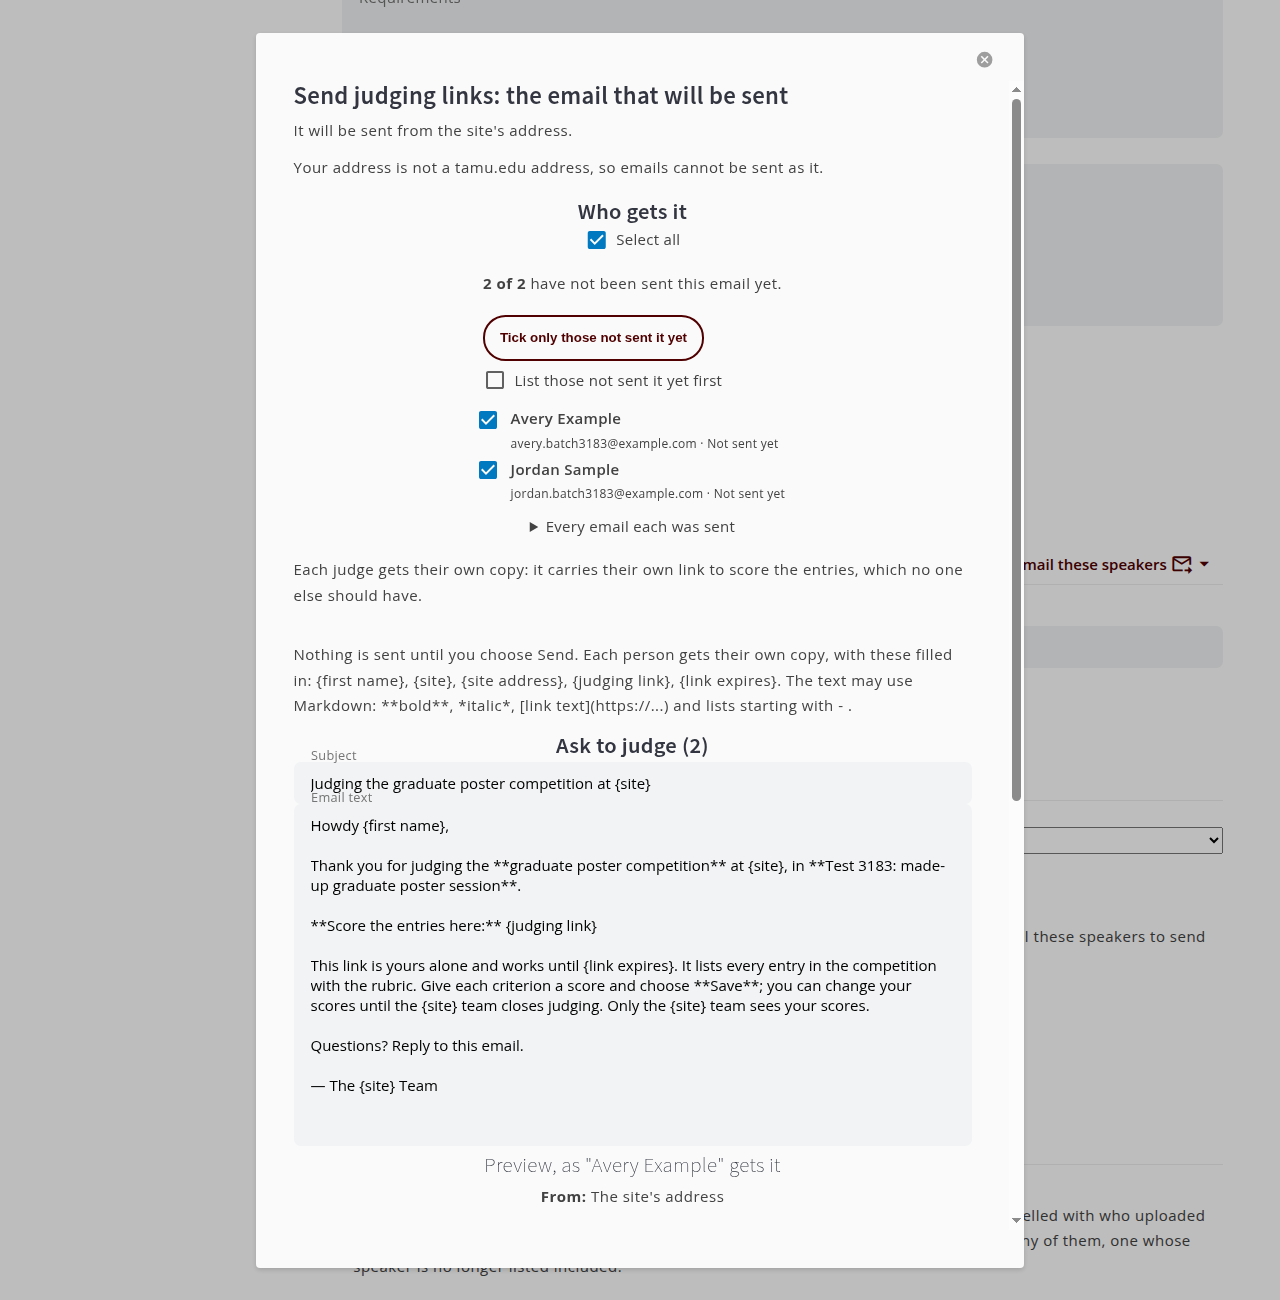 Requirements
Send judging links: the email that will be sent
It will be sent from the site's address.
Your address is not a tamu.edu address, so emails cannot be sent as it.
Who gets it
Select all
2 of 2 have not been sent this email yet.
Tick only those not sent it yet
List those not sent it yet first
Avery Example
avery.batch3183@example.com · Not sent yet
Jordan Sample
jordan.batch3183@example.com · Not sent yet
Every email each was sent
mail these speakers
Each judge gets their own copy: it carries their own link to score the entries, which no one
else should have.
Nothing is sent until you choose Send. Each person gets their own copy, with these filled
in: {first name}, {site}, {site address}, {judging link}, {link expires}. The text may use
Markdown: **bold**, *italic*, [link text](https://...) and lists starting with - .
Ask to judge (2)
Subject
Judging the graduate poster competition at {site}
Email text
Howdy {first name},
Thank you for judging the **graduate poster competition** at {site}, in **Test 3183: made-
up graduate poster session**.
**Score the entries here:** {judging link}
l these speakers to send
This link is yours alone and works until {link expires}. It lists every entry in the competition
with the rubric. Give each criterion a score and choose **Save**; you can change your
scores until the {site} team closes judging. Only the {site} team sees your scores.
Questions? Reply to this email.
— The {site} Team
Preview, as "Avery Example" gets it
From: The site's address
elled with who uploaded
ny of them, one whose
speaker is no longer listed included.